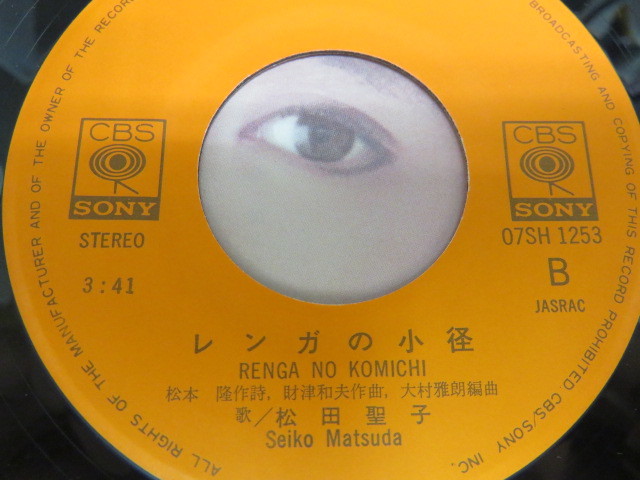 CBS
SONY
STEREO
3:41
CBS
SONY
07SH 1253
B
JASRAC
レンガの小径
RENGA NO KOMICHI
松本 隆作詩, 財津和夫作曲, 大村雅朗編曲
歌/松田聖子
Seiko Matsuda
ALL RIGHTS OF THE MANUFACTURER AND OF THE OWNER OF THE RECOR
BROADCASTING AND COPYING OF THIS RECORD PROHIBITED CBS/SONY INC.